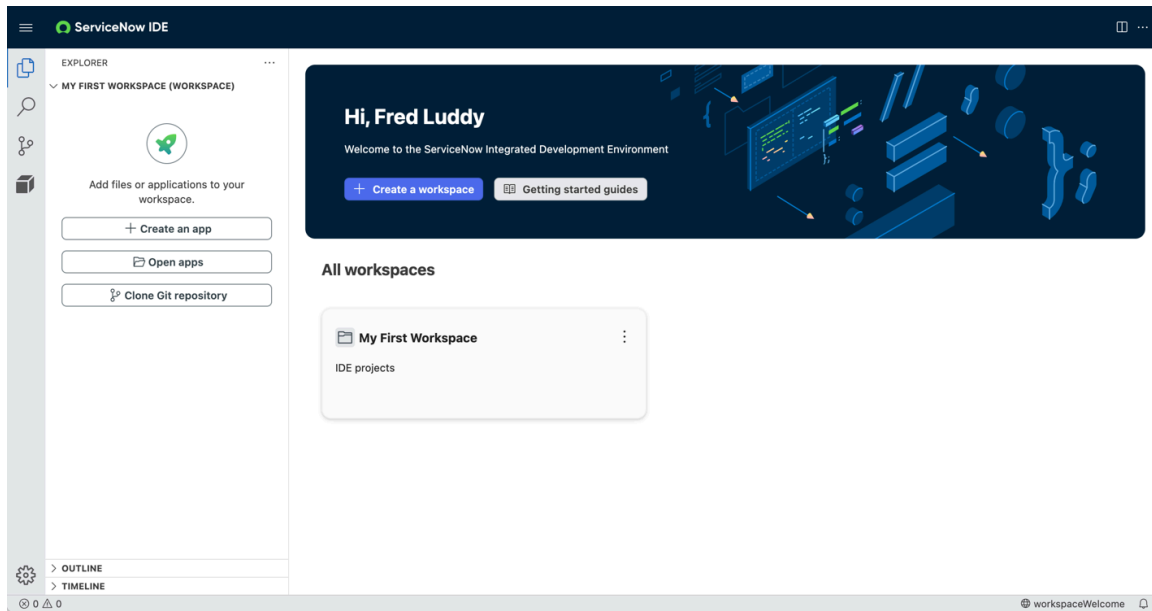 ServiceNow IDE
EXPLORER
MY FIRST WORKSPACE (WORKSPACE)
Add files or applications to your
workspace.
Create an app
Open apps
Clone Git repository
OUTLINE
TIMELINE
Hi, Fred Luddy
Welcome to the ServiceNow Integrated Development Environment
Create a workspace Getting started guides
All workspaces
My First Workspace
IDE projects
0 0
workspaceWelcome